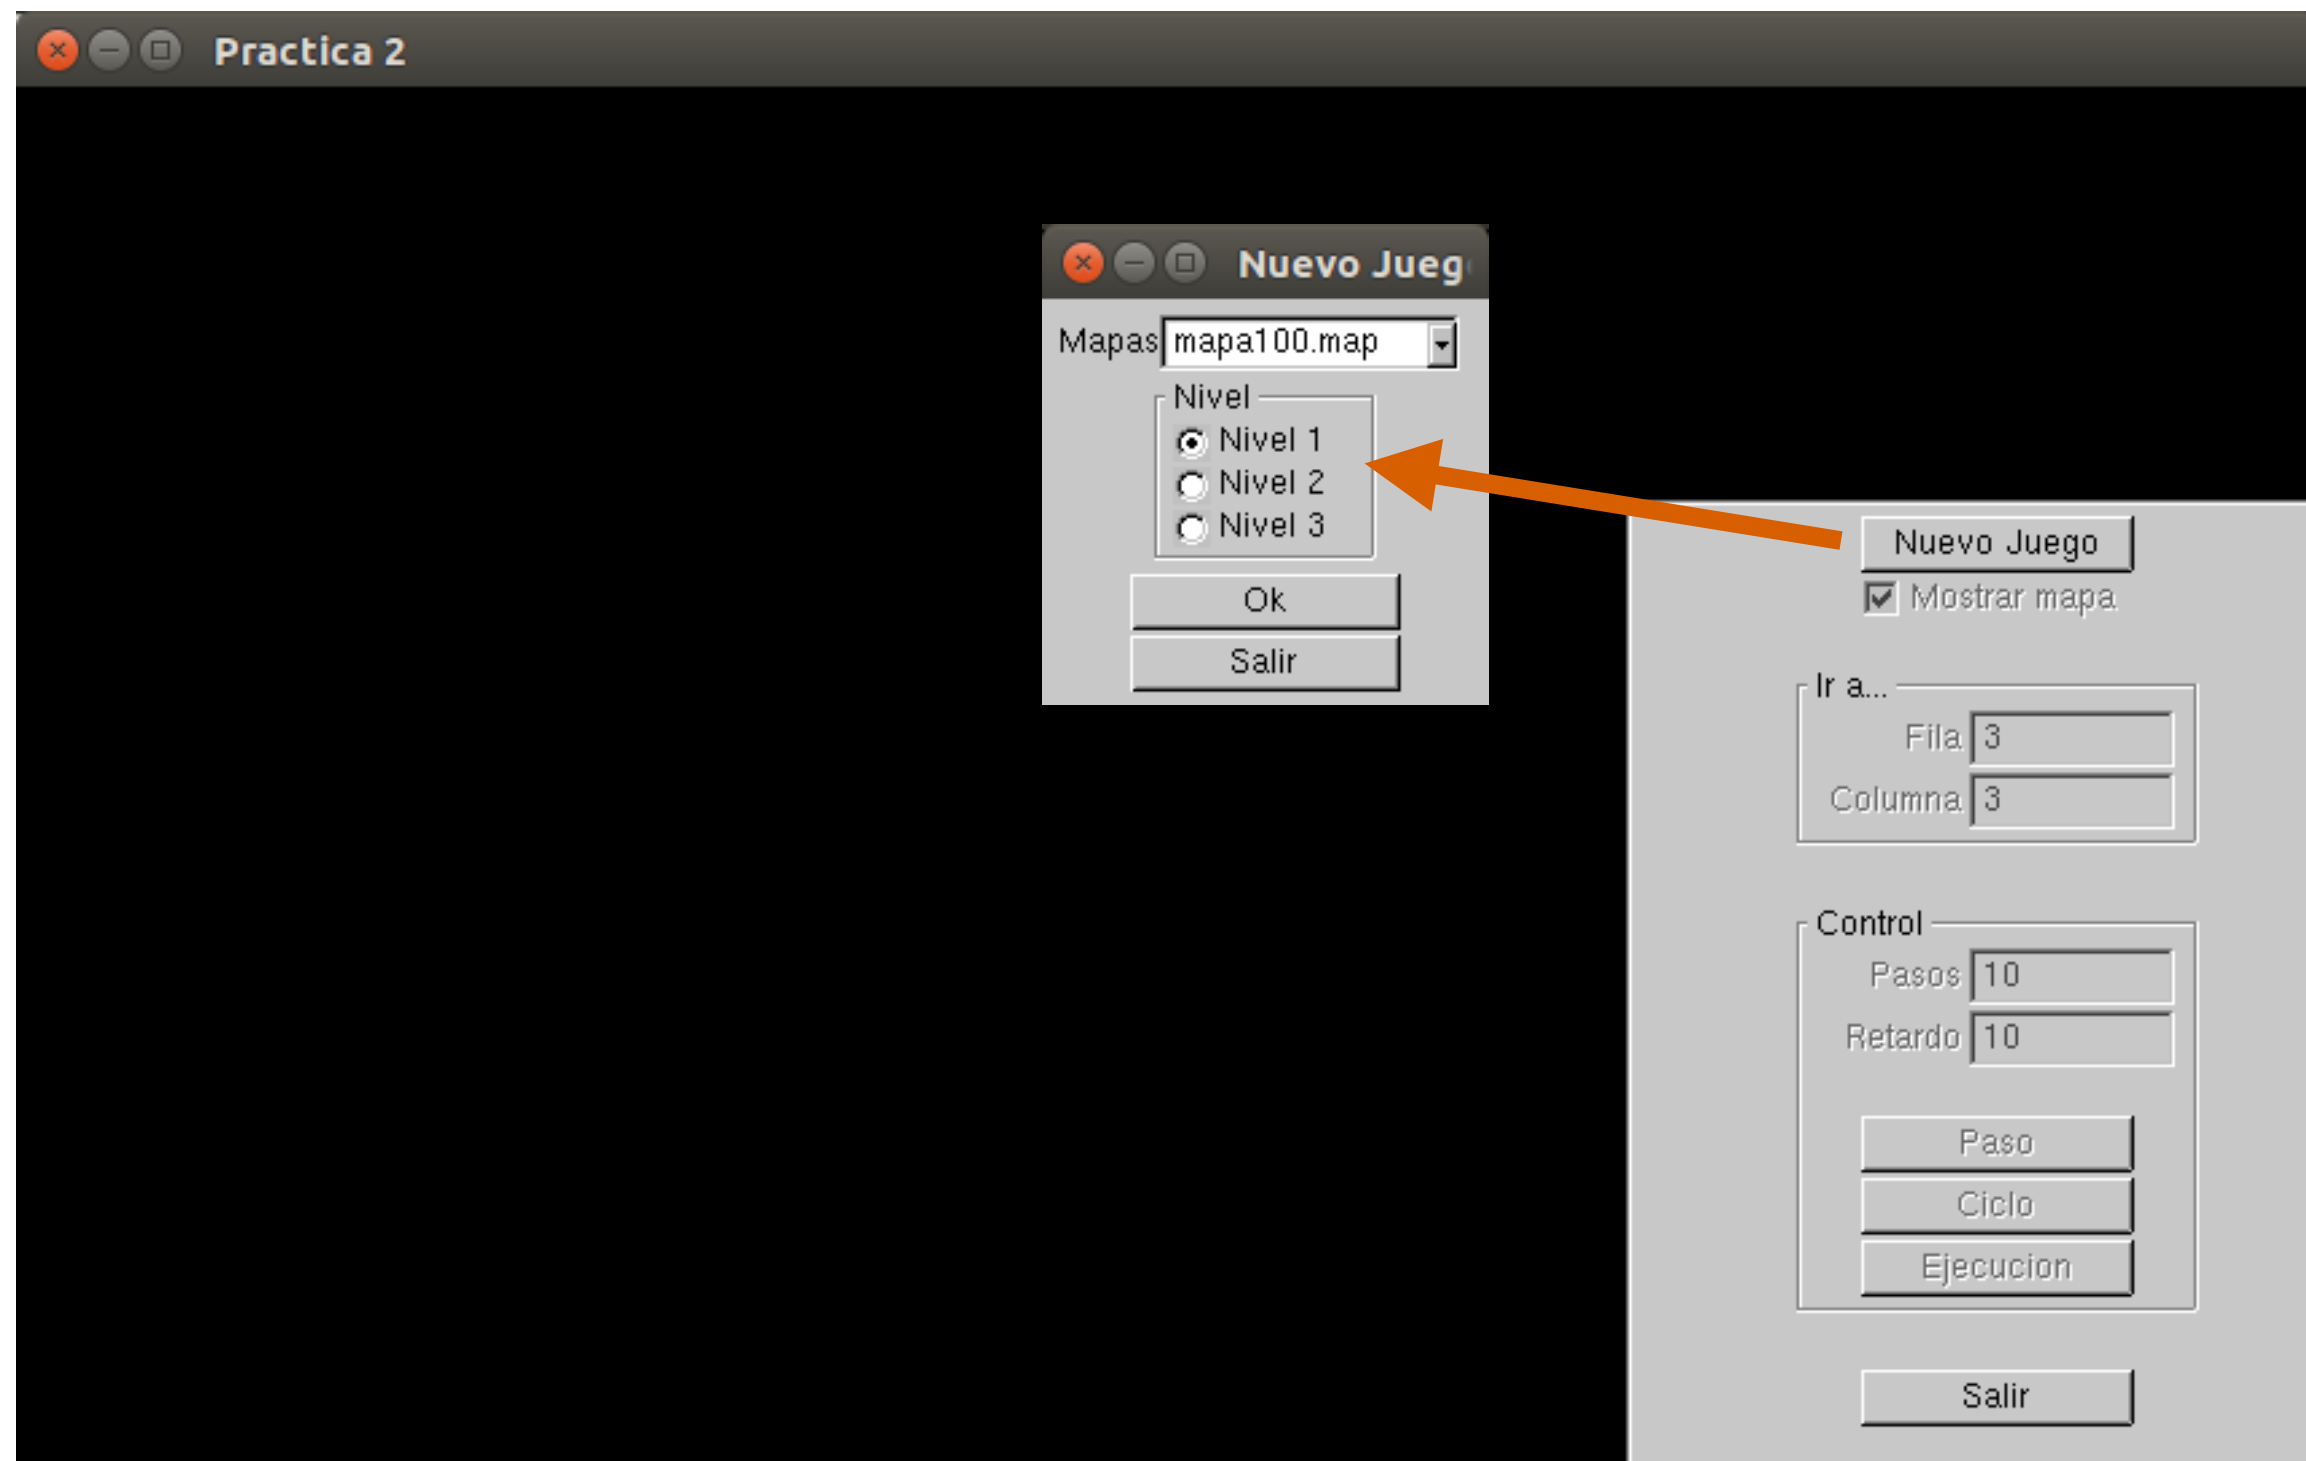 Practica 2
Nuevo Jueg
Mapas mapa100.map
Nivel
Nivel 1
Nivel 2
Nivel 3
Ok
Salir
Nuevo Juego
Mostrar mapa
Ir a...
Fila 3
Columna 3
Control
Pasos 10
Retardo 10
Paso
Ciclo
Ejecucion
Salir